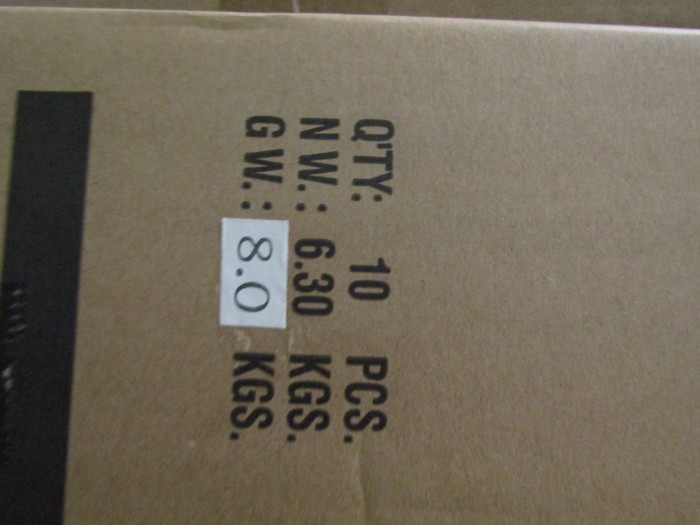 Q'TY: 10 PCS.
N W.: 6.30 KGS.
G W.: 8.0 KGS.